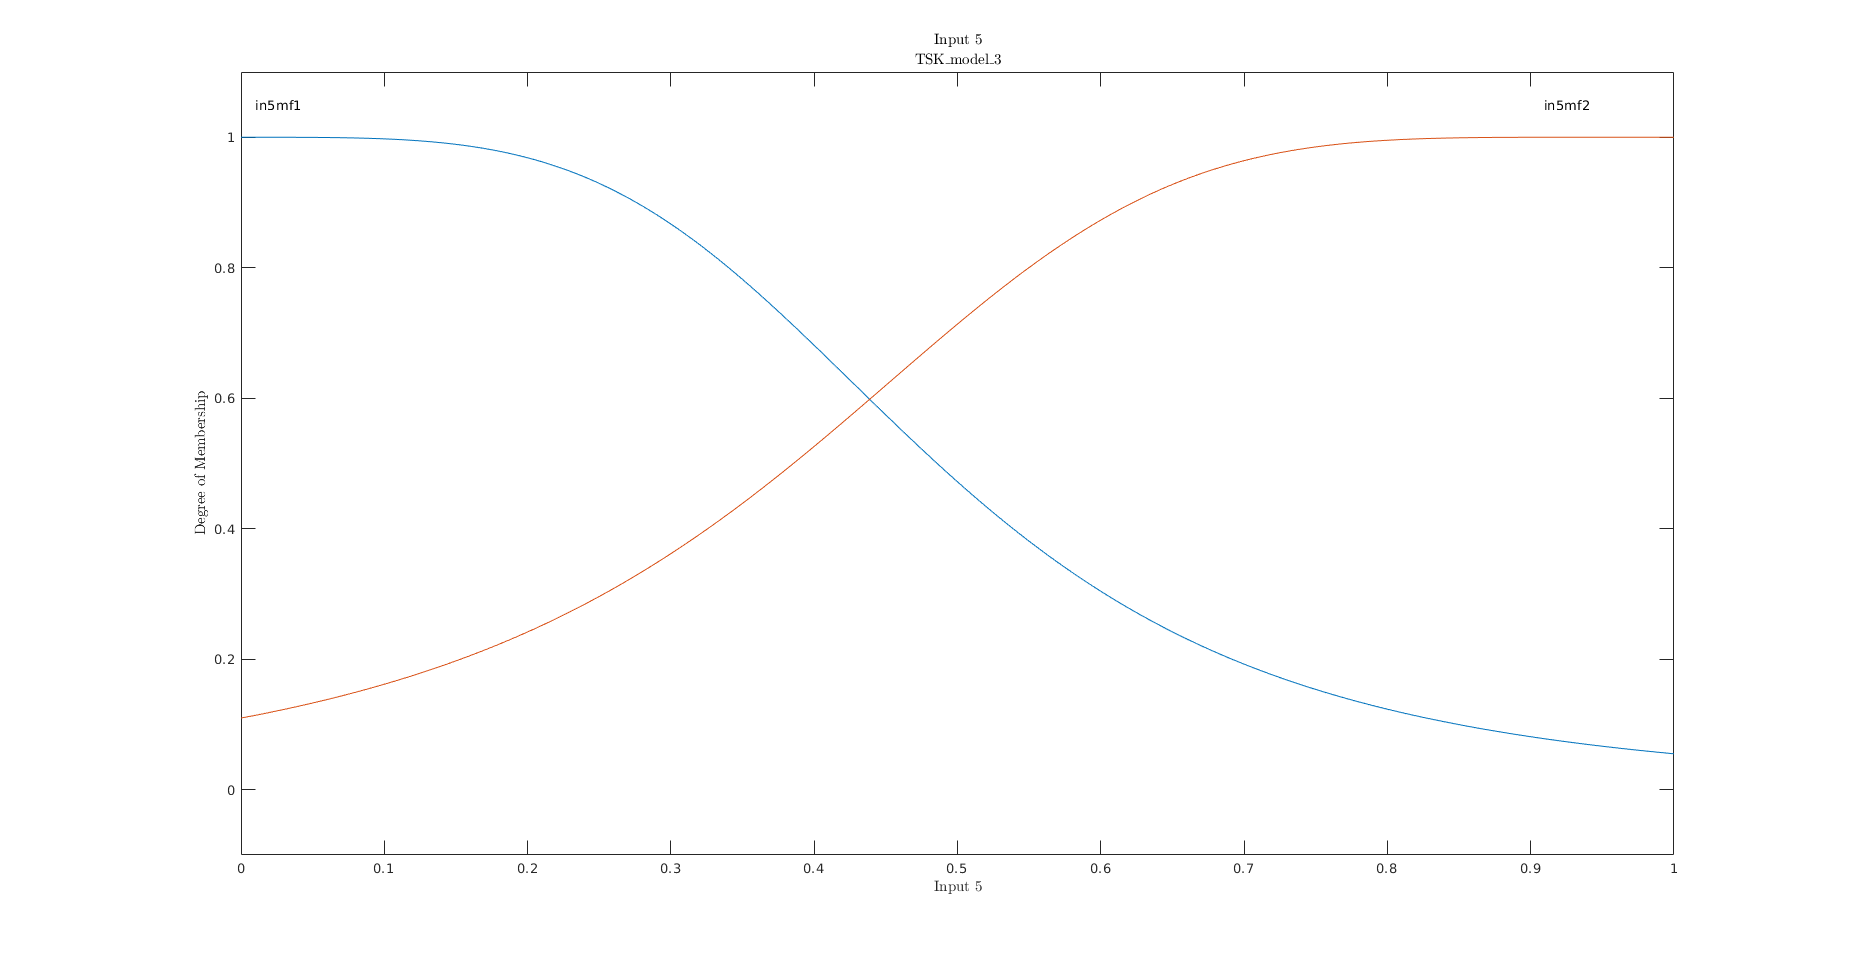 Input 5
TSK_model_3
in5mf1
in5mf2
Degree of Membership
1
0.8
0.6
0.4
0.2
0
0 0.1 0.2 0.3 0.4 0.5 0.6 0.7 0.8 0.9 1
Input 5